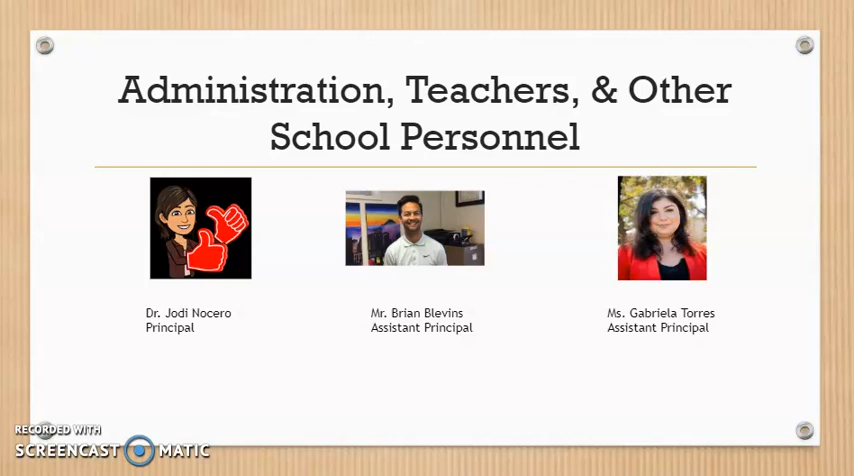 Administration, Teachers, & Other
School Personnel
Dr. Jodi Nocero
Principal
Mr. Brian Blevins
Assistant Principal
Ms. Gabriela Torres
Assistant Principal
RECORDED WITH
SCREENCAST MATIC